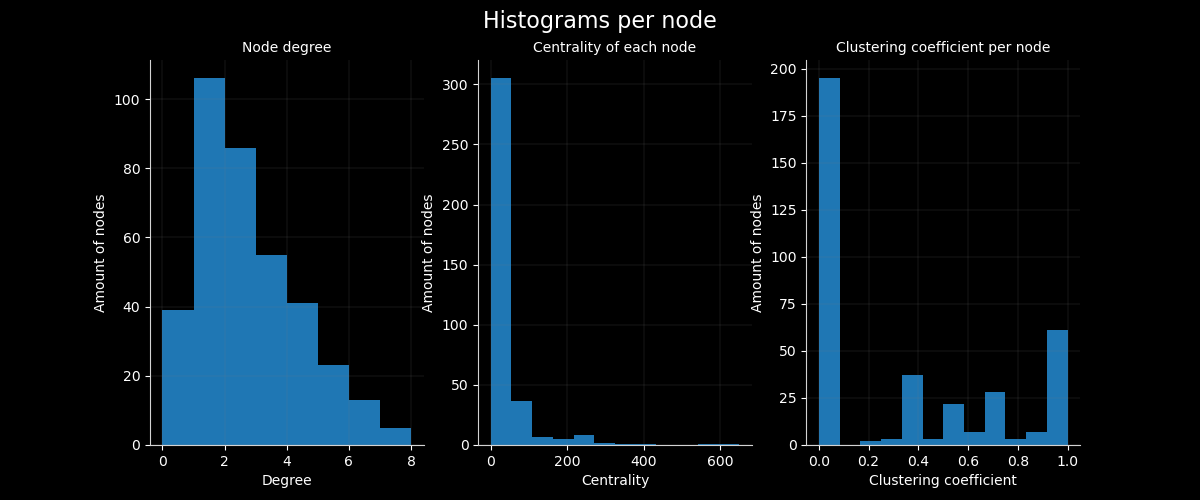 Histograms per node
Node degree
Amount of nodes
100
80
60
40
20
0
0 2 4 6 8
Degree
Centrality of each node
Amount of nodes
300
250
200
150
100
50
0
0 200 400 600
Centrality
Clustering coefficient per node
Amount of nodes
200
175
150
125
100
75
50
25
0
0.0 0.2 0.4 0.6 0.8 1.0
Clustering coefficient